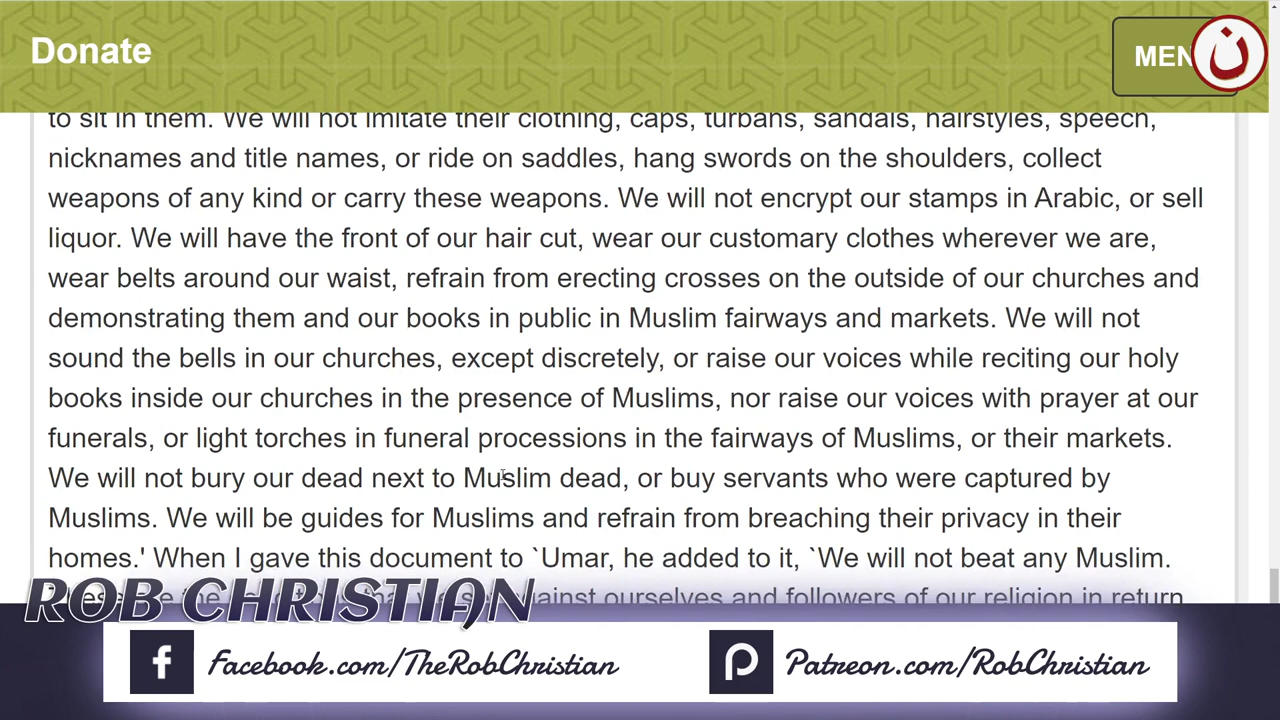 Donate
MEN
ن
to sit in them. We will not imitate their clothing, caps, turbans, sandals, hairstyles, speech,
nicknames and title names, or ride on saddles, hang swords on the shoulders, collect
weapons of any kind or carry these weapons. We will not encrypt our stamps in Arabic, or sell
liquor. We will have the front of our hair cut, wear our customary clothes wherever we are,
wear belts around our waist, refrain from erecting crosses on the outside of our churches and
demonstrating them and our books in public in Muslim fairways and markets. We will not
sound the bells in our churches, except discretely, or raise our voices while reciting our holy
books inside our churches in the presence of Muslims, nor raise our voices with prayer at our
funerals, or light torches in funeral processions in the fairways of Muslims, or their markets.
We will not bury our dead next to Muslim dead, or buy servants who were captured by
Muslims. We will be guides for Muslims and refrain from breaching their privacy in their
homes.' When I gave this document to `Umar, he added to it, `We will not beat any Muslim.
ourselves and followers of our religion in return
ROB CHRISTIAN
Facebook.com/TheRobChristian
Patreon.com/RobChristian